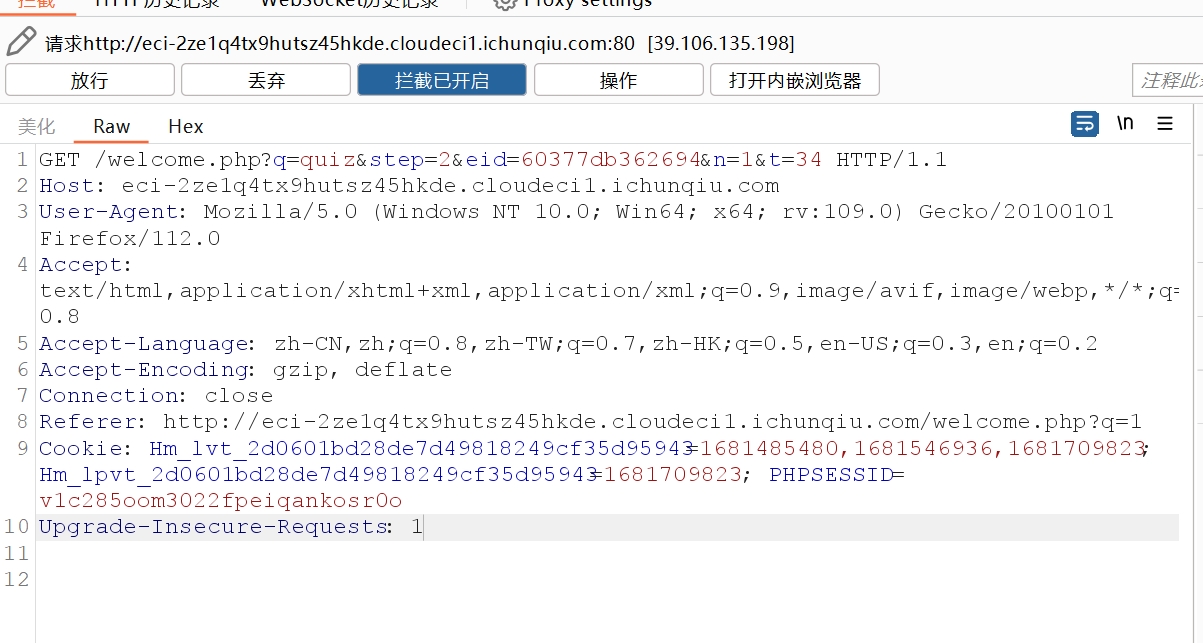 拦截 HTTP历史记录 WebSocket历史记录 Proxy settings
请求http://eci-2ze1q4tx9hutsz45hkde.cloudeci1.ichunqiu.com:80 [39.106.135.198]
放行 丢弃 拦截已开启 操作 打开内嵌浏览器 注释此
美化 Raw Hex \n
1 GET /welcome.php?q=quiz&step=2&eid=60377db362694&n=1&t=34 HTTP/1.1
2 Host: eci-2ze1q4tx9hutsz45hkde.cloudeci1.ichunqiu.com
3 User-Agent: Mozilla/5.0 (Windows NT 10.0; Win64; x64; rv:109.0) Gecko/20100101
Firefox/112.0
4 Accept:
text/html,application/xhtml+xml,application/xml;q=0.9,image/avif,image/webp,*/*;q=
0.8
5 Accept-Language: zh-CN,zh;q=0.8,zh-TW;q=0.7,zh-HK;q=0.5,en-US;q=0.3,en;q=0.2
6 Accept-Encoding: gzip, deflate
7 Connection: close
8 Referer: http://eci-2ze1q4tx9hutsz45hkde.cloudeci1.ichunqiu.com/welcome.php?q=1
9 Cookie: Hm_lvt_2d0601bd28de7d49818249cf35d95943=1681485480,1681546936,1681709823;
Hm_lpvt_2d0601bd28de7d49818249cf35d95943=1681709823; PHPSESSID=
v1c285oom3022fpeiqankosr0o
10 Upgrade-Insecure-Requests: 1
11
12